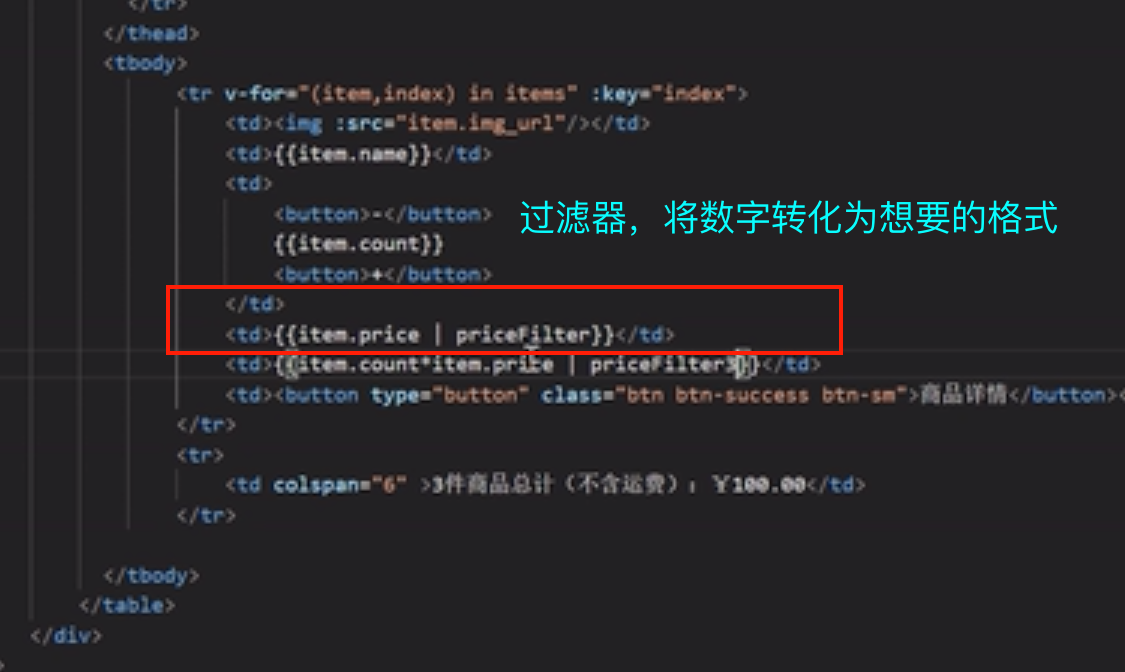 </tr>
</thead>
<tbody>
<tr v-for="(item,index) in items" :key="index">
<td><img :src="item.img_url"/></td>
<td>{{item.name}}</td>
<td>
<button>-</button>
过滤器，将数字转化为想要的格式
{{item.count}}
<button>+</button>
</td>
<td>{{item.price | priceFilter}}</td>
<td>{{item.count*item.price | priceFilter}}</td>
<td><button type="button" class="btn btn-success btn-sm">商品详情</button><
</tr>
<tr>
<td colspan="6" >3件商品总计（不含运费）: ￥100.00</td>
</tr>
</tbody>
</table>
</div>